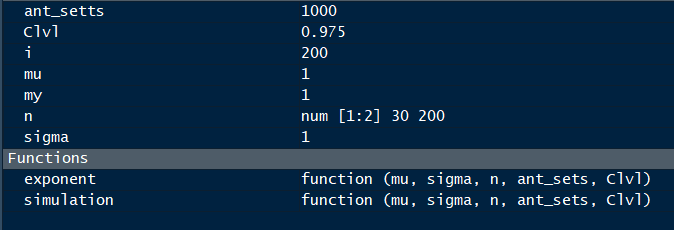 ant_setts 1000
Clvl 0.975
i 200
mu 1
my 1
n num [1:2] 30 200
sigma 1
Functions
exponent function (mu, sigma, n, ant_sets, Clvl)
simulation function (mu, sigma, n, ant_sets, Clvl)